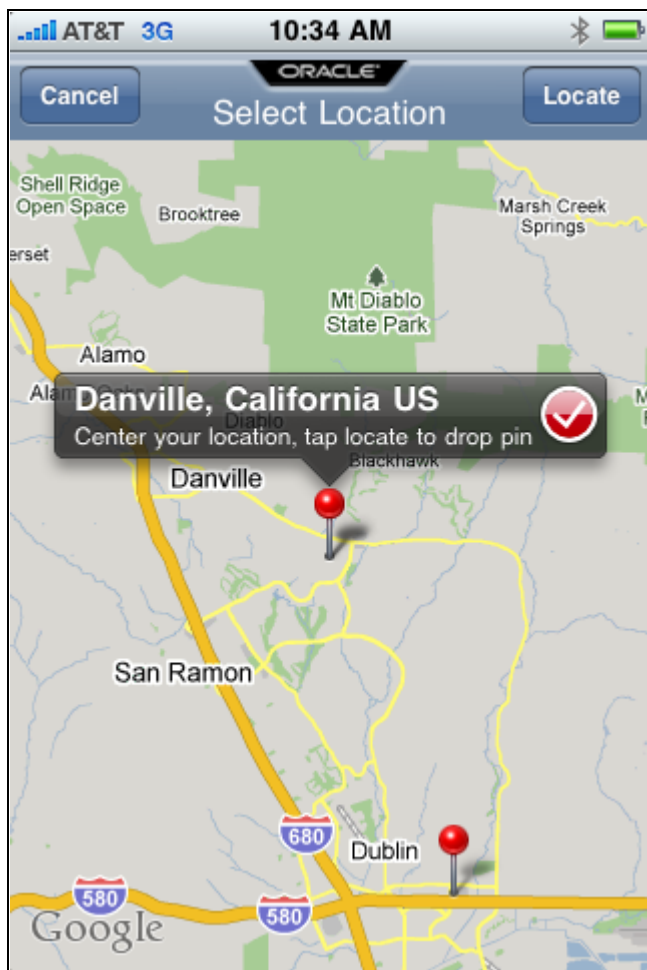 AT&T 3G 10:34 AM
ORACLE
Cancel Select Location Locate
Shell Ridge
Open Space
Brooktree
Marsh Creek
Springs
erset
Mt Diablo
State Park
Alamo
Danville, California US
Center your location, tap locate to drop pin
Diablo
Blackhawk
Danville
San Ramon
680
Dublin
580
580
Google